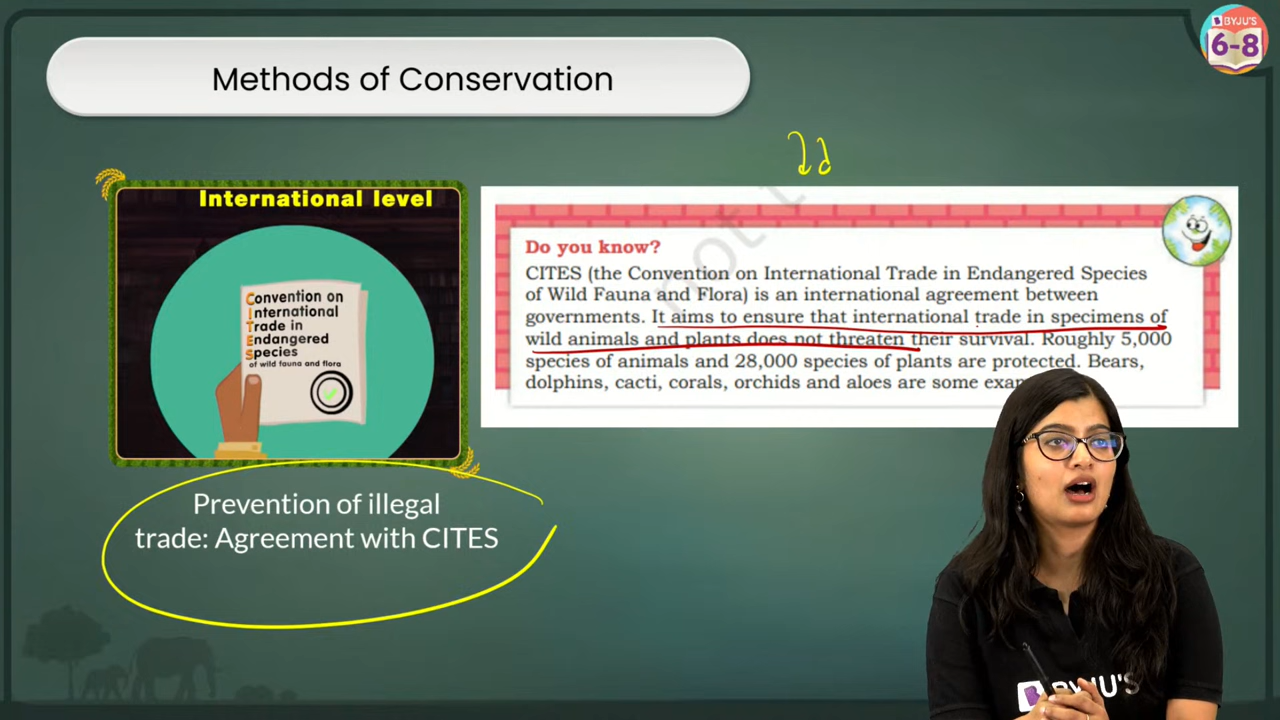 BYJU'S
6-8
Methods of Conservation
International level
Convention on
International
Trade in
Endangered
Species
of wild fauna and flora
not
Do you know?
CITES (the Convention on International Trade in Endangered Species
of Wild Fauna and Flora) is an international agreement between
governments. It aims to ensure that international trade in specimens of
wild animals and plants does not threaten their survival. Roughly 5,000
species of animals and 28,000 species of plants are protected. Bears,
dolphins, cacti, corals, orchids and aloes are some
Prevention of illegal
trade: Agreement with CITES
BYJU'S